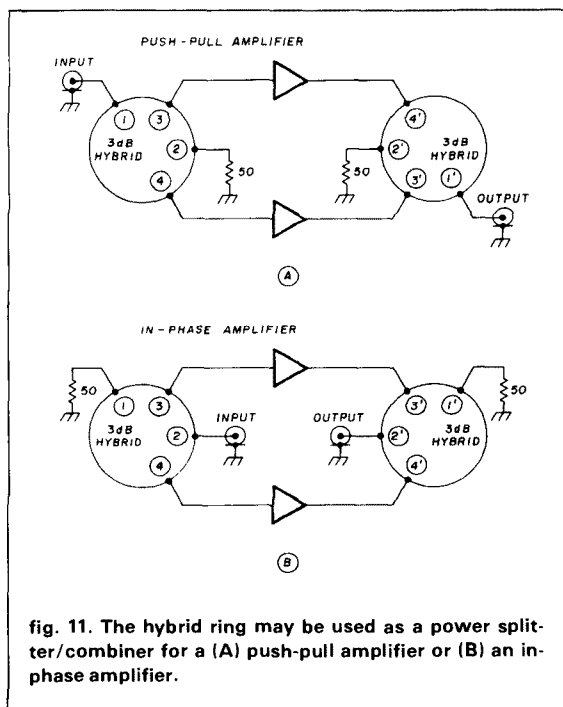 PUSH-PULL AMPLIFIER
INPUT
1
3
4'
3dB
HYBRID
2
50
50
2'
3dB
HYBRID
4
3'
1'
OUTPUT
A
IN-PHASE AMPLIFIER
50
1
3
INPUT
OUTPUT
3'
1'
50
3dB
HYBRID
2
2'
3dB
HYBRID
4
4'
B
fig. 11. The hybrid ring may be used as a power split-
ter/combiner for a (A) push-pull amplifier or (B) an in-
phase amplifier.